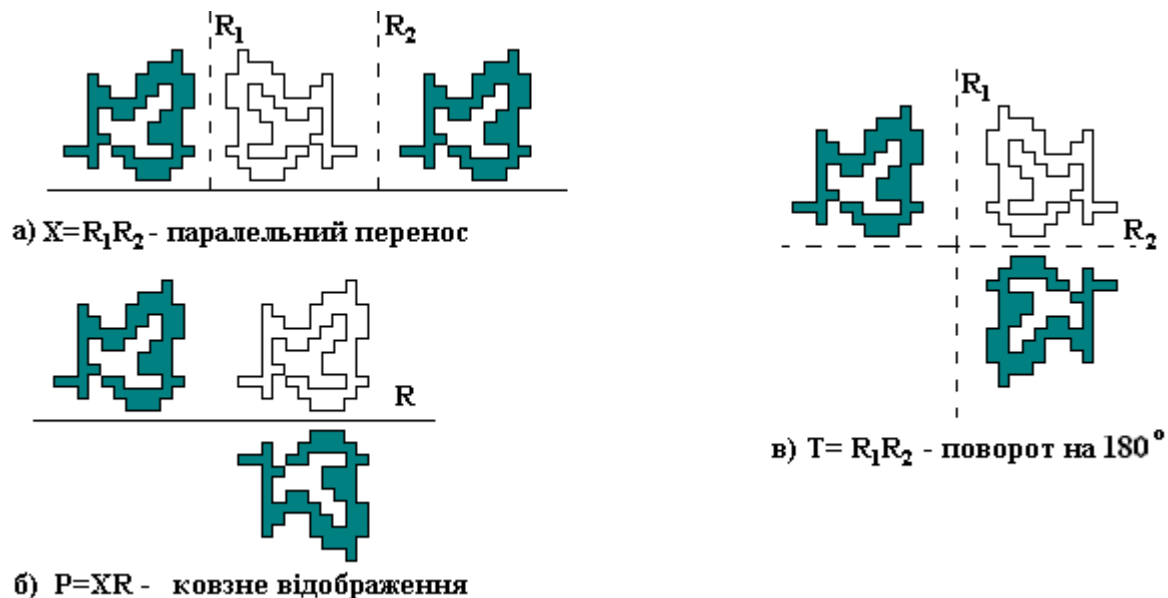 R₁
R₂
а) X=R₁R₂ - паралельний перенос
R
б) P=XR - ковзне відображення
R₁
R₂
в) T= R₁R₂ - поворот на 180°